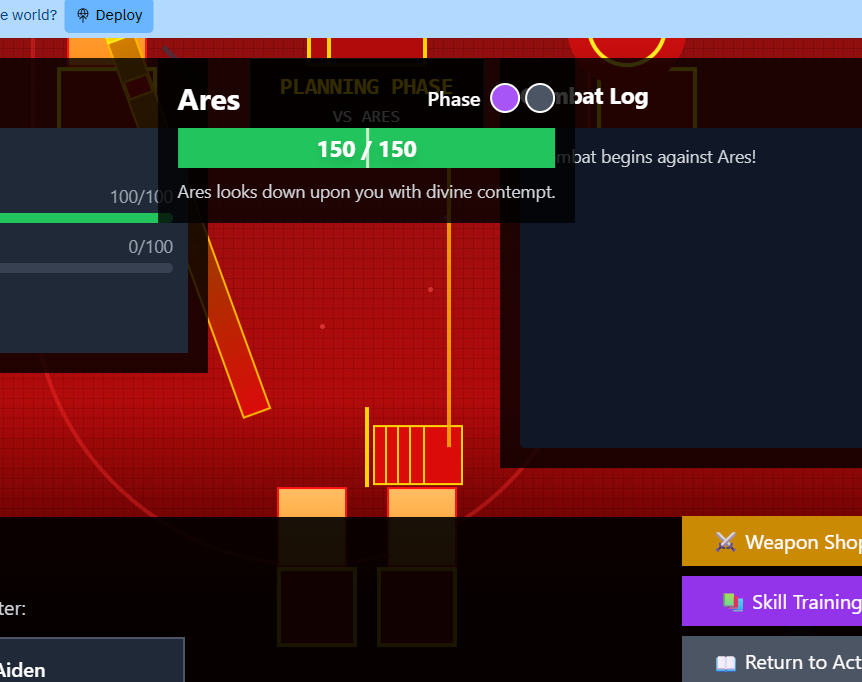 e world?
Deploy
PLANNING PHASE
VS ARES
Ares
Phase
bat Log
150 / 150
Ares looks down upon you with divine contempt.
mbat begins against Ares!
100/100
0/100
ter:
Aiden
Weapon Shop
Skill Training
Return to Act